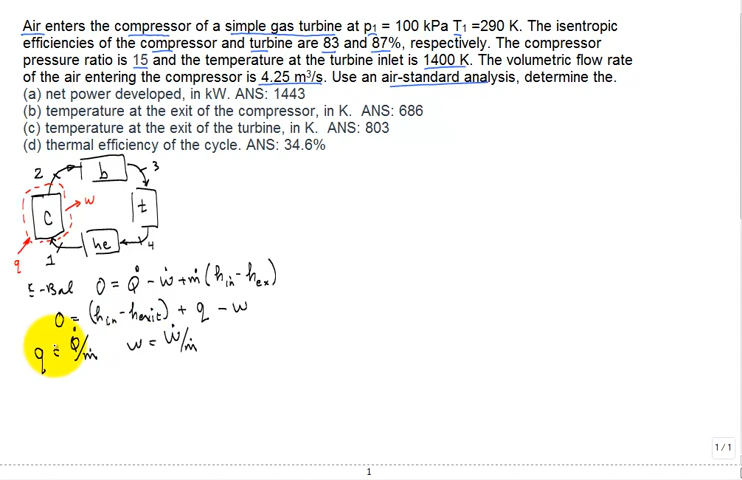 Air enters the compressor of a simple gas turbine at p₁ = 100 kPa T₁ =290 K. The isentropic
efficiencies of the compressor and turbine are 83 and 87%, respectively. The compressor
pressure ratio is 15 and the temperature at the turbine inlet is 1400 K. The volumetric flow rate
of the air entering the compressor is 4.25 m³/s. Use an air-standard analysis, determine the.
(a) net power developed, in kW. ANS: 1443
(b) temperature at the exit of the compressor, in K. ANS: 686
(c) temperature at the exit of the turbine, in K. ANS: 803
(d) thermal efficiency of the cycle. ANS: 34.6%
2 b 3
c w t
q 1 he 4
E-Bal 0 = Q̇ - ẇ + ṁ(h_in - h_ex)
0 = (h_in - h_exit) + q - w
q = Q̇/ṁ w = Ẇ/ṁ
1/1
1